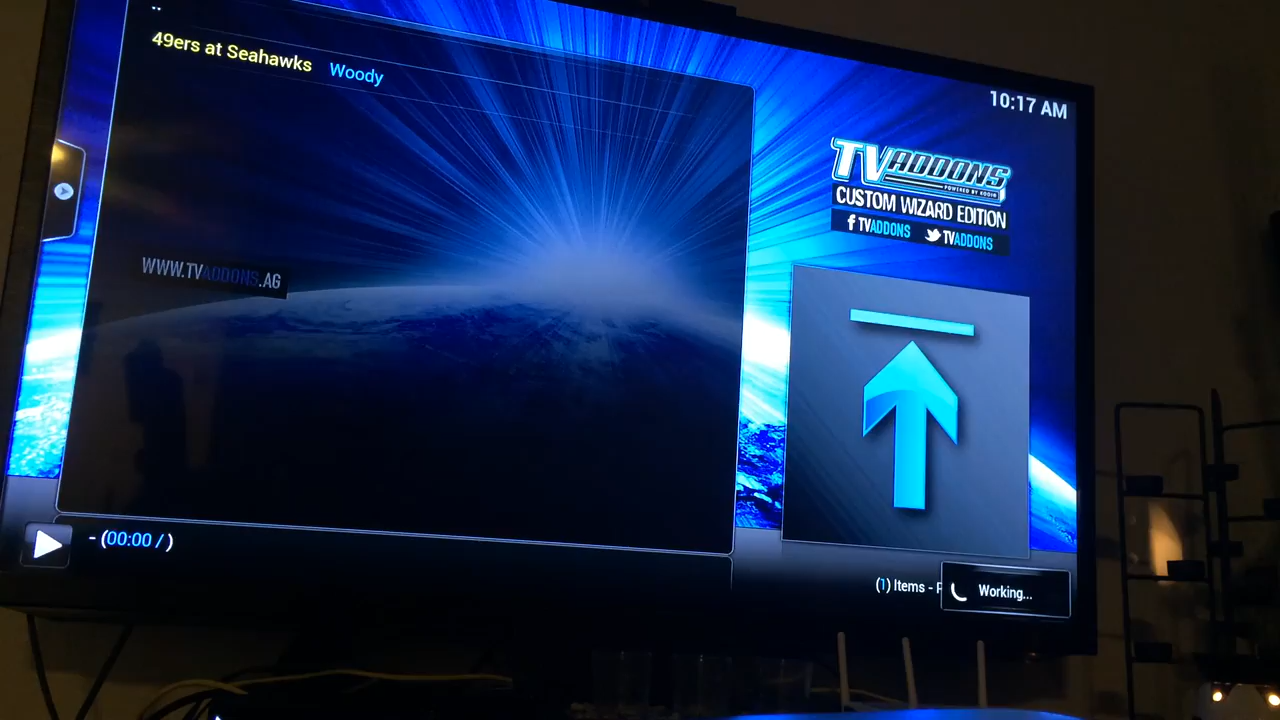 ..
49ers at Seahawks Woody
10:17 AM
TVADDONS
POWERED BY KODI
CUSTOM WIZARD EDITION
f TVADDONS TVADDONS
WWW.TVADDONS.AG
- (00:00 / )
(1) Items - P
Working...